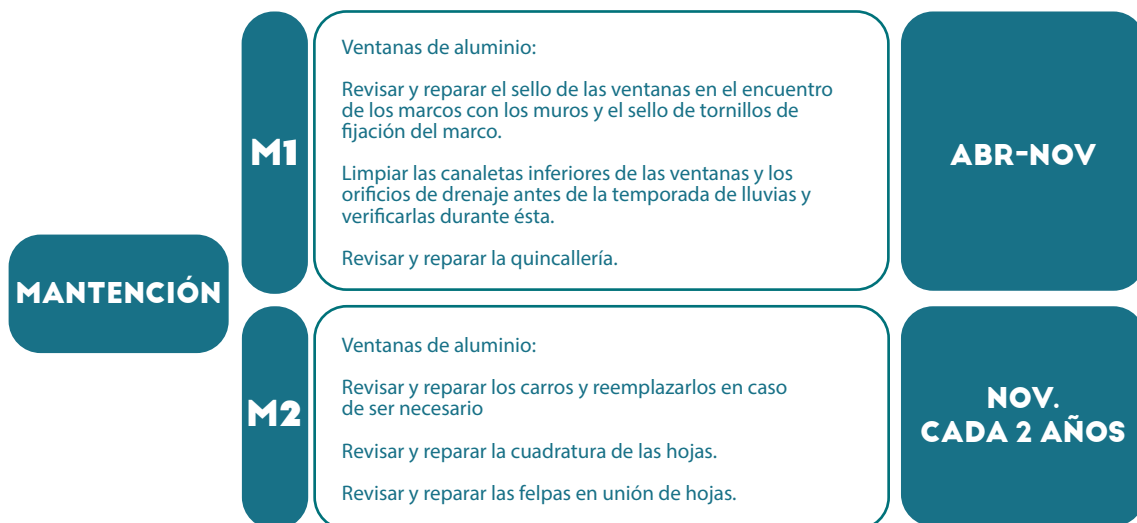 MANTENCIÓN
M1
Ventanas de aluminio:
Revisar y reparar el sello de las ventanas en el encuentro
de los marcos con los muros y el sello de tornillos de
fijación del marco.
Limpiar las canaletas inferiores de las ventanas y los
orificios de drenaje antes de la temporada de lluvias y
verificarlas durante ésta.
Revisar y reparar la quincallería.
ABR-NOV
M2
Ventanas de aluminio:
Revisar y reparar los carros y reemplazarlos en caso
de ser necesario
Revisar y reparar la cuadratura de las hojas.
Revisar y reparar las felpas en unión de hojas.
NOV.
CADA 2 AÑOS